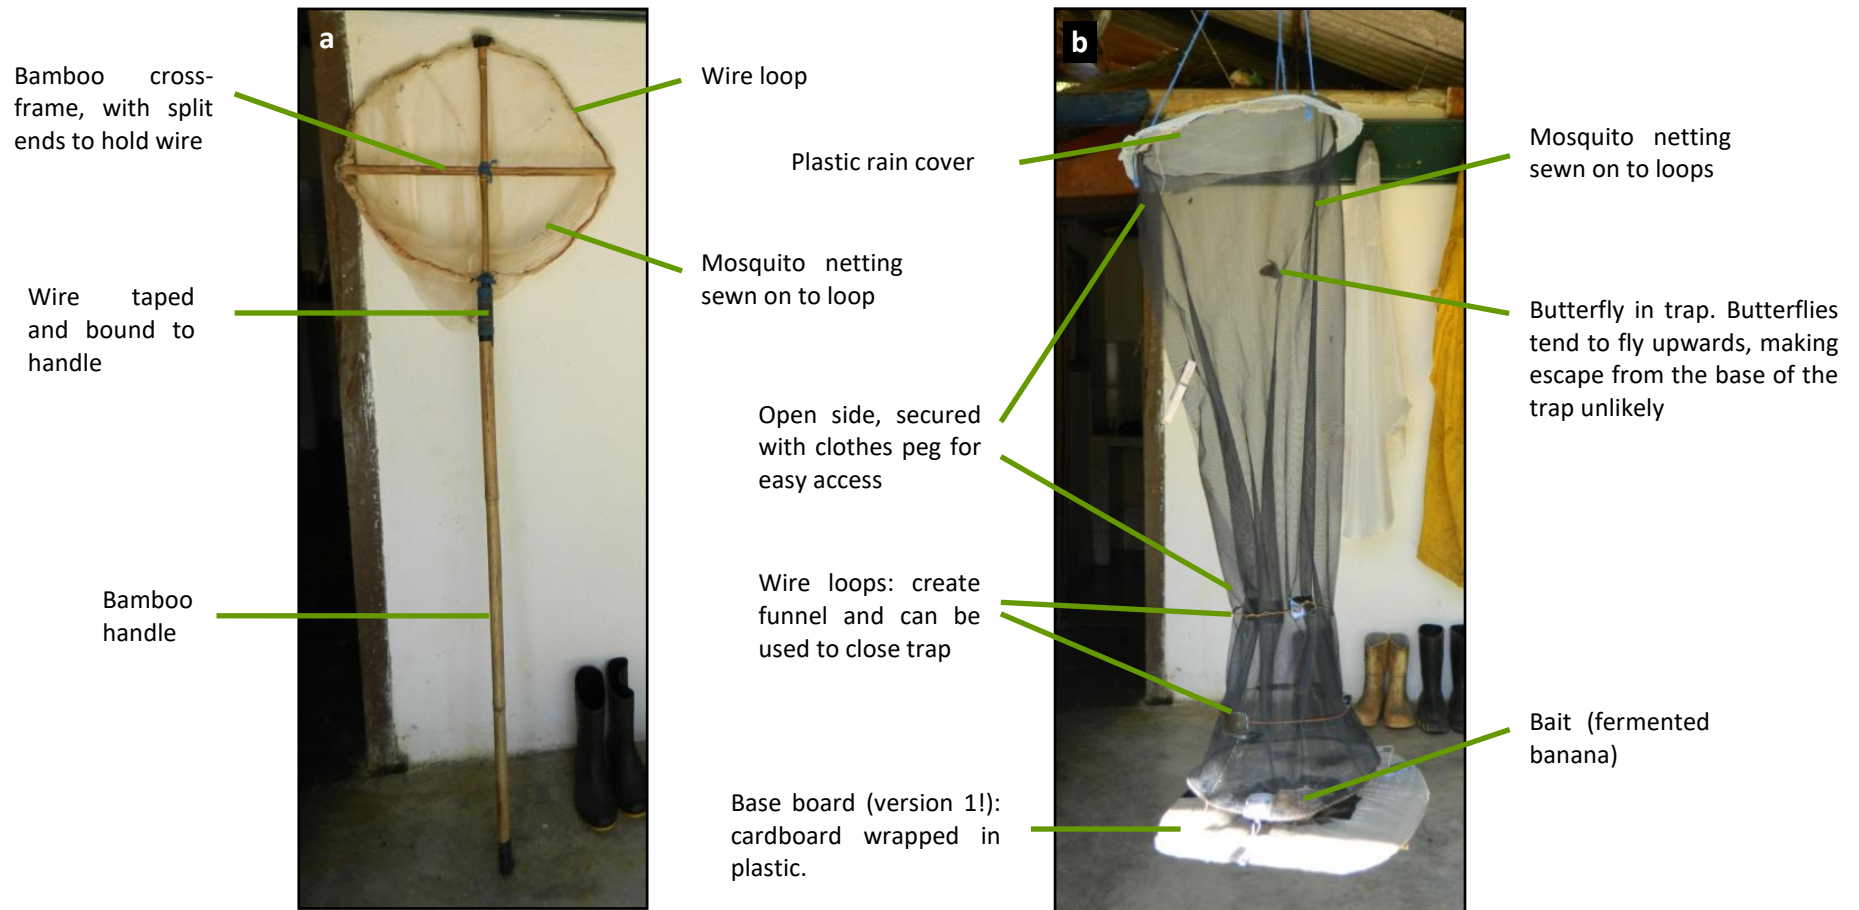 a
Bamboo cross-
frame, with split
ends to hold wire
Wire loop
Mosquito netting
sewn on to loop
Wire taped
and bound to
handle
Bamboo
handle
b
Plastic rain cover
Mosquito netting
sewn on to loops
Butterfly in trap. Butterflies
tend to fly upwards, making
escape from the base of the
trap unlikely
Open side, secured
with clothes peg for
easy access
Wire loops: create
funnel and can be
used to close trap
Bait (fermented
banana)
Base board (version 1!):
cardboard wrapped in
plastic.